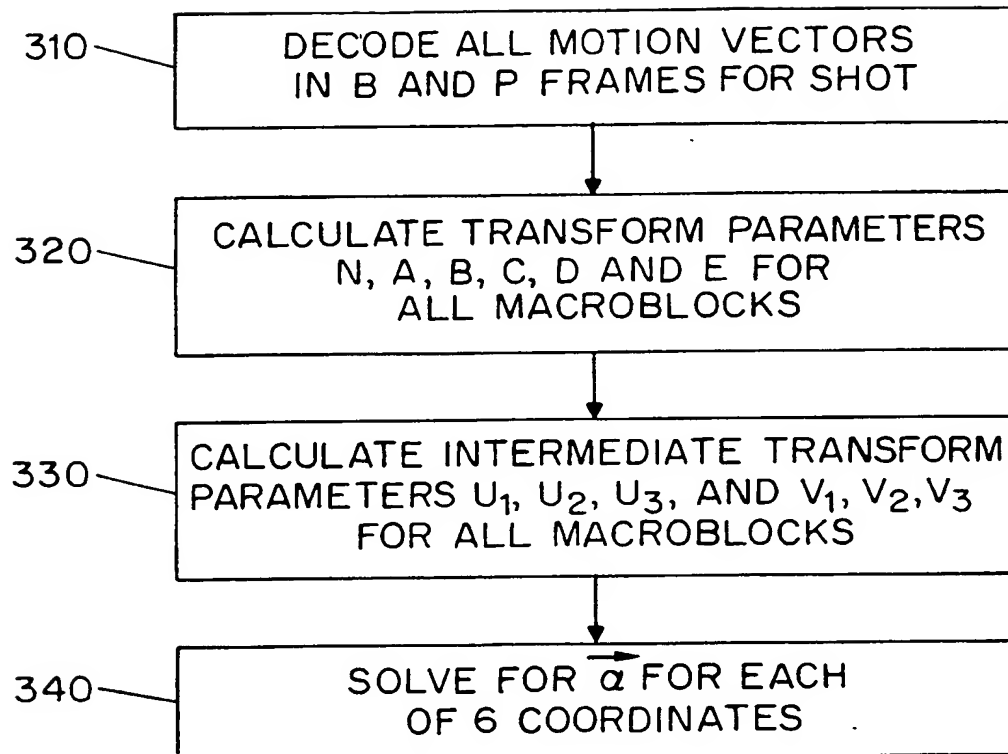 310
DECODE ALL MOTION VECTORS
IN B AND P FRAMES FOR SHOT
320
CALCULATE TRANSFORM PARAMETERS
N, A, B, C, D AND E FOR
ALL MACROBLOCKS
330
CALCULATE INTERMEDIATE TRANSFORM
PARAMETERS U₁, U₂, U₃, AND V₁, V₂, V₃
FOR ALL MACROBLOCKS
340
SOLVE FOR α⃗ FOR EACH
OF 6 COORDINATES